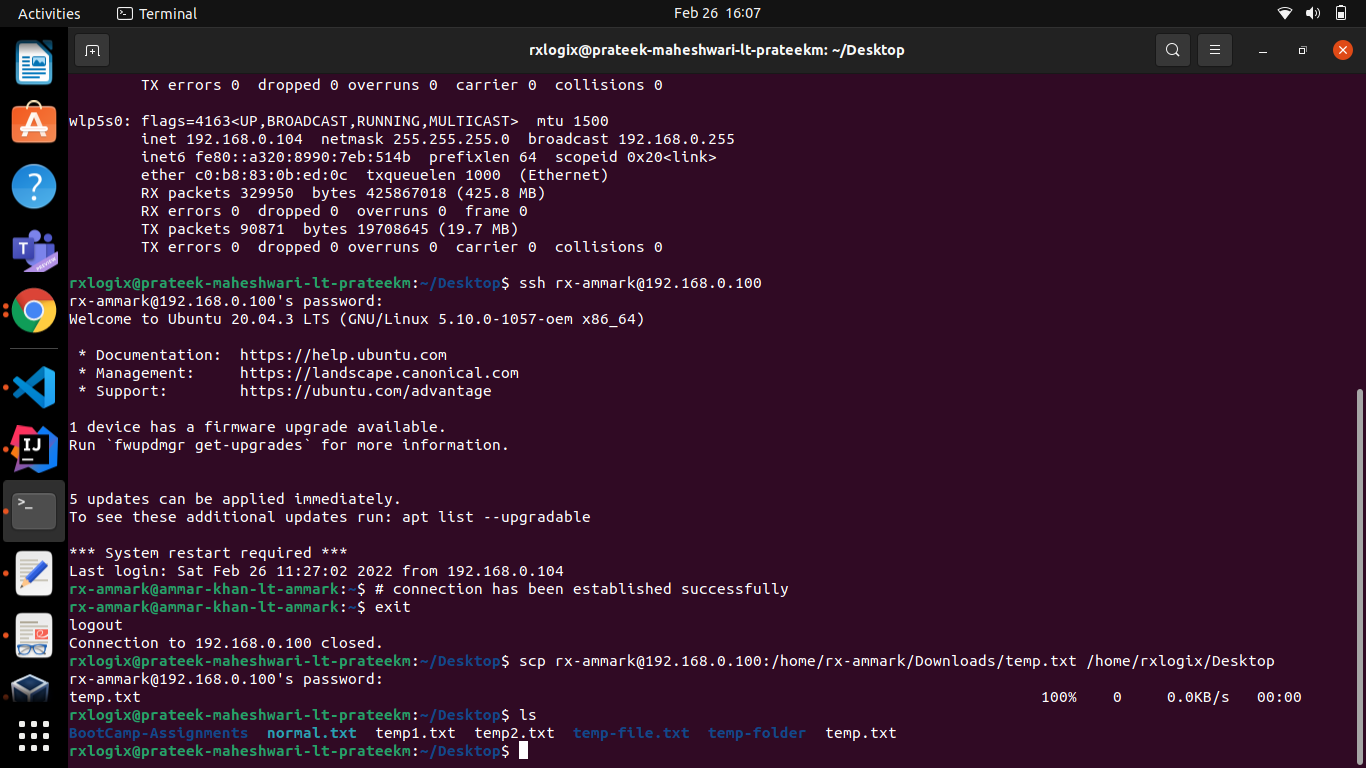 Activities Terminal Feb 26 16:07
rxlogix@prateek-maheshwari-lt-prateekm: ~/Desktop
TX errors 0  dropped 0 overruns 0  carrier 0  collisions 0
wlp5s0: flags=4163<UP,BROADCAST,RUNNING,MULTICAST>  mtu 1500
inet 192.168.0.104  netmask 255.255.255.0  broadcast 192.168.0.255
inet6 fe80::a320:8990:7eb:514b  prefixlen 64  scopeid 0x20<link>
ether c0:b8:83:0b:ed:0c  txqueuelen 1000  (Ethernet)
RX packets 329950  bytes 425867018 (425.8 MB)
RX errors 0  dropped 0  overruns 0  frame 0
TX packets 90871  bytes 19708645 (19.7 MB)
TX errors 0  dropped 0 overruns 0  carrier 0  collisions 0
rxlogix@prateek-maheshwari-lt-prateekm:~/Desktop$ ssh rx-ammark@192.168.0.100
rx-ammark@192.168.0.100's password:
Welcome to Ubuntu 20.04.3 LTS (GNU/Linux 5.10.0-1057-oem x86_64)
* Documentation:  https://help.ubuntu.com
* Management:     https://landscape.canonical.com
* Support:        https://ubuntu.com/advantage
1 device has a firmware upgrade available.
Run `fwupdmgr get-upgrades` for more information.
5 updates can be applied immediately.
To see these additional updates run: apt list --upgradable
*** System restart required ***
Last login: Sat Feb 26 11:27:02 2022 from 192.168.0.104
rx-ammark@ammar-khan-lt-ammark:~$ # connection has been established successfully
rx-ammark@ammar-khan-lt-ammark:~$ exit
logout
Connection to 192.168.0.100 closed.
rxlogix@prateek-maheshwari-lt-prateekm:~/Desktop$ scp rx-ammark@192.168.0.100:/home/rx-ammark/Downloads/temp.txt /home/rxlogix/Desktop
rx-ammark@192.168.0.100's password:
temp.txt 100% 0 0.0KB/s 00:00
rxlogix@prateek-maheshwari-lt-prateekm:~/Desktop$ ls
BootCamp-Assignments  normal.txt  temp1.txt  temp2.txt  temp-file.txt  temp-folder  temp.txt
rxlogix@prateek-maheshwari-lt-prateekm:~/Desktop$